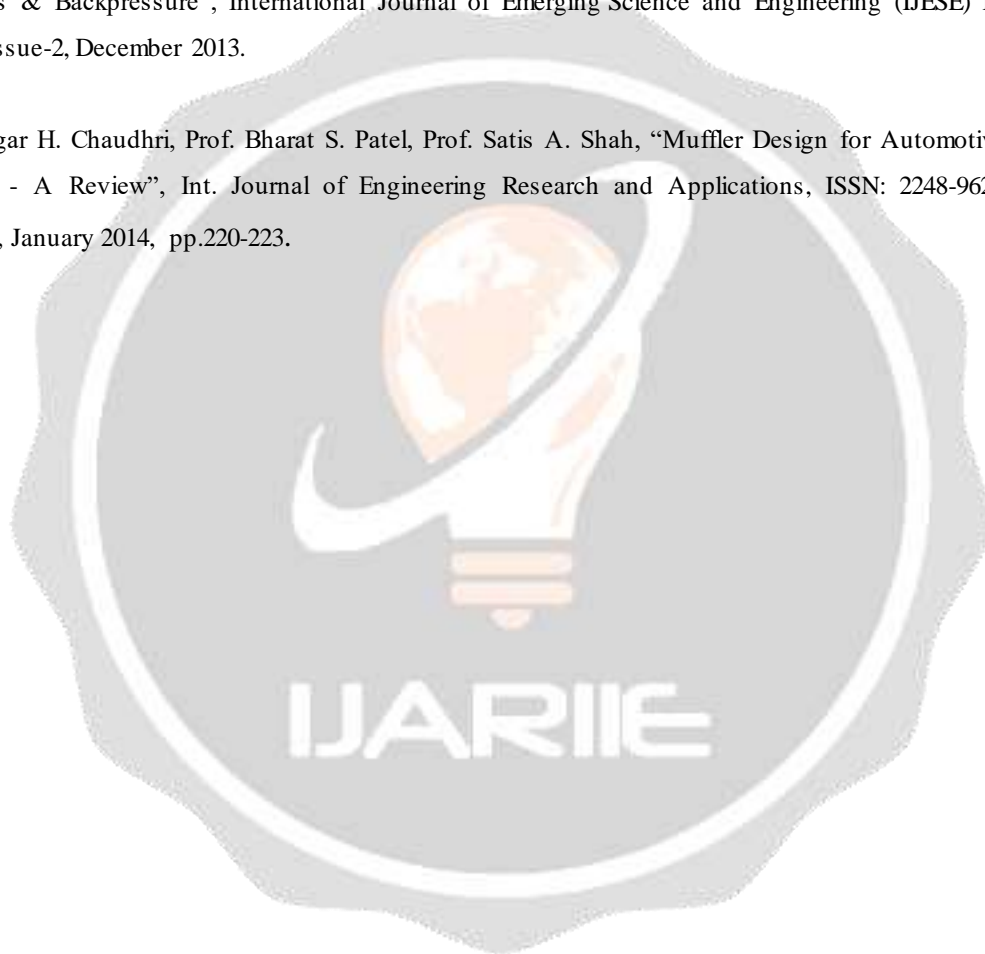 & Backpressure", International Journal of Emerging Science and Engineering (IJESE)
ssue-2, December 2013.
gar H. Chaudhri, Prof. Bharat S. Patel, Prof. Satis A. Shah, “Muffler Design for Automotiv
- A Review”, Int. Journal of Engineering Research and Applications, ISSN: 2248-962
, January 2014, pp.220-223.
IJARIIE